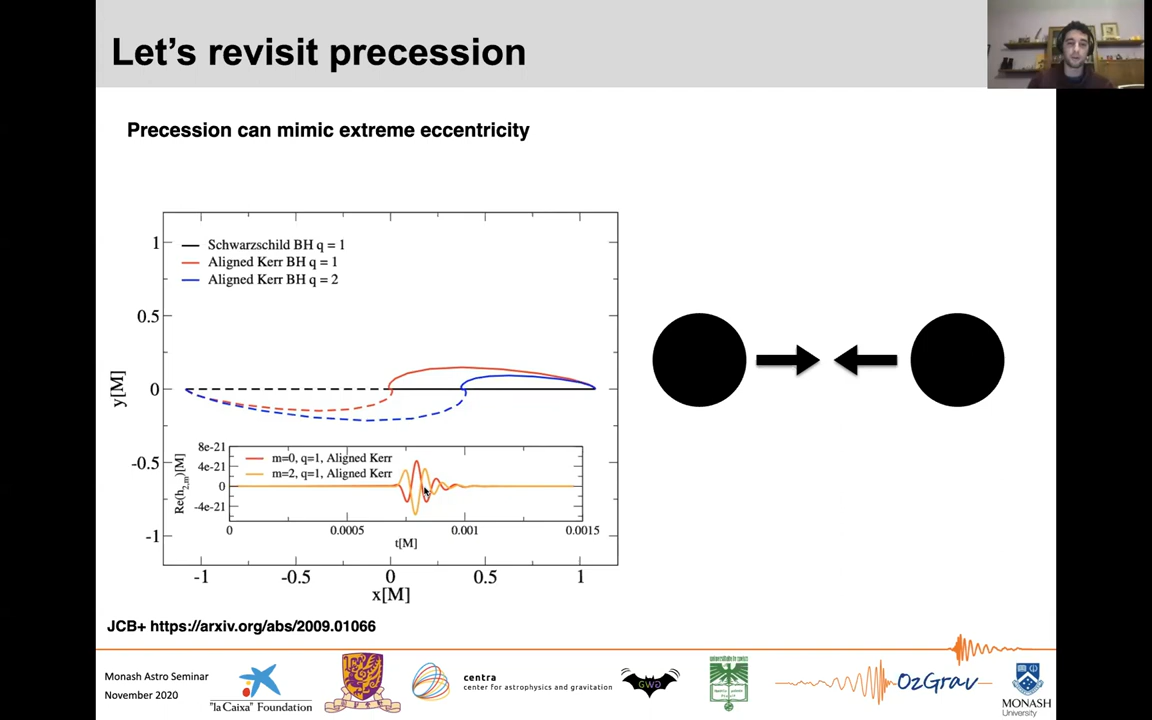 Let's revisit precession
Precession can mimic extreme eccentricity
Schwarzschild BH q = 1
Aligned Kerr BH q = 1
Aligned Kerr BH q = 2
1
0.5
0
-0.5
-1
y[M]
8e-21
4e-21
0
-4e-21
Re(h2,m)[M]
m=0, q=1, Aligned Kerr
m=2, q=1, Aligned Kerr
0
0.0005
0.001
0.0015
t[M]
-1
-0.5
0
0.5
1
x[M]
JCB+ https://arxiv.org/abs/2009.01066
Monash Astro Seminar
November 2020
"la Caixa" Foundation
centra
center for astrophysics and gravitation
GWG
OzGrav
MONASH
University